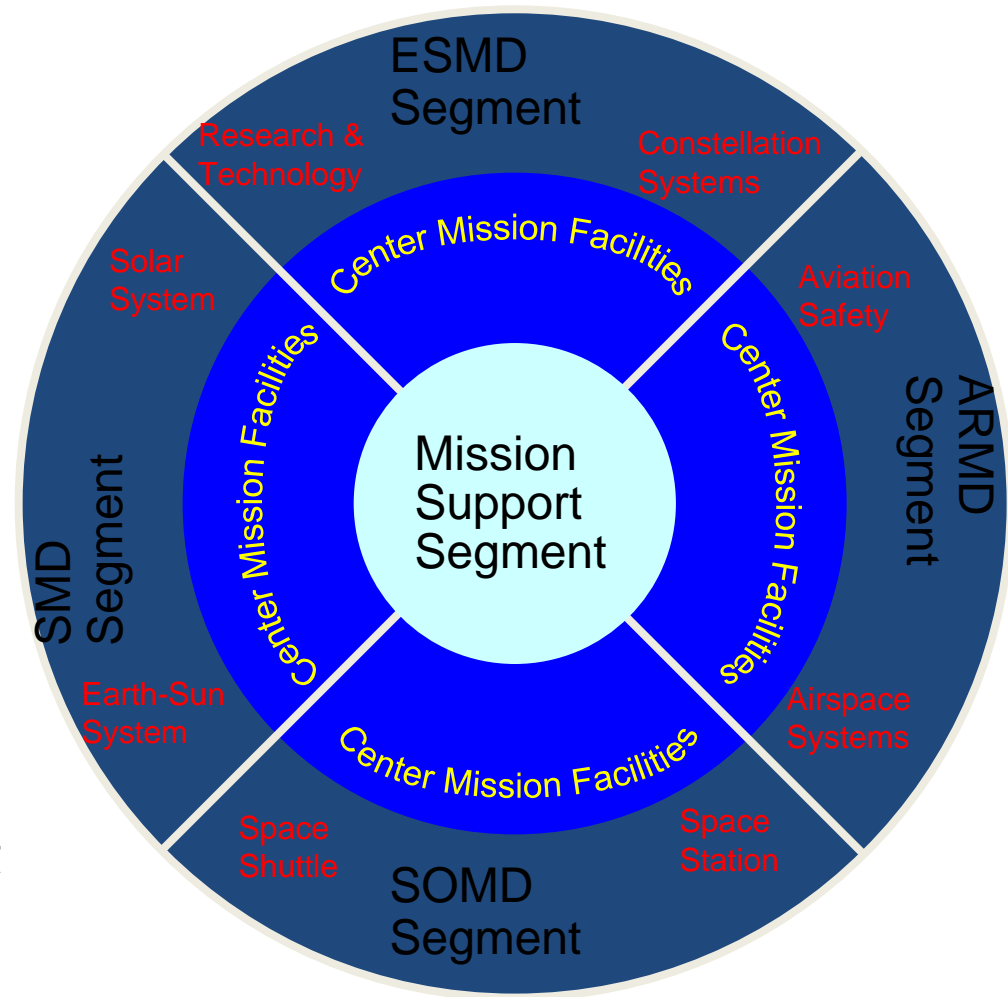 ESMD
Segment
Research &
Technology
Constellation
Systems
Center Mission Facilities
Solar
System
Aviation
Safety
Center Mission Facilities
Center Mission Facilities
ARMD
Segment
Mission
Support
Segment
SMD
Segment
Earth-Sun
System
Airspace
Systems
Center Mission Facilities
Space
Shuttle
Space
Station
SOMD
Segment